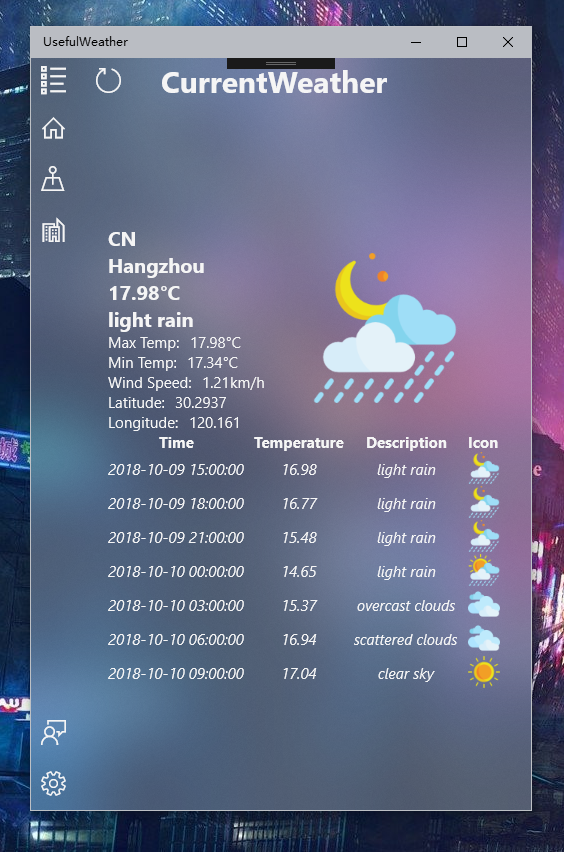 UsefulWeather
CurrentWeather
CN
Hangzhou
17.98°C
light rain
Max Temp: 17.98°C
Min Temp: 17.34°C
Wind Speed: 1.21km/h
Latitude: 30.2937
Longitude: 120.161
Time Temperature Description Icon
2018-10-09 15:00:00 16.98 light rain
2018-10-09 18:00:00 16.77 light rain
2018-10-09 21:00:00 15.48 light rain
2018-10-10 00:00:00 14.65 light rain
2018-10-10 03:00:00 15.37 overcast clouds
2018-10-10 06:00:00 16.94 scattered clouds
2018-10-10 09:00:00 17.04 clear sky